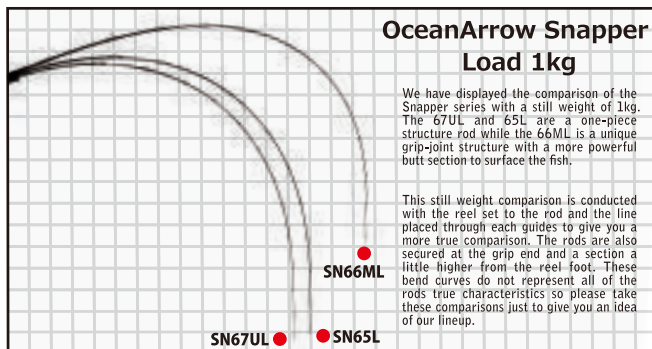 OceanArrow Snapper
Load 1kg
We have displayed the comparison of the
Snapper series with a still weight of 1kg.
The 67UL and 65L are a one-piece
structure rod while the 66ML is a unique
grip-joint structure with a more powerful
butt section to surface the fish.
This still weight comparison is conducted
with the reel set to the rod and the line
placed through each guides to give you a
more true comparison. The rods are also
secured at the grip end and a section a
little higher from the reel foot. These
bend curves do not represent all of the
rods true characteristics so please take
these comparisons just to give you an idea
of our lineup.
SN66ML
SN67UL
SN65L